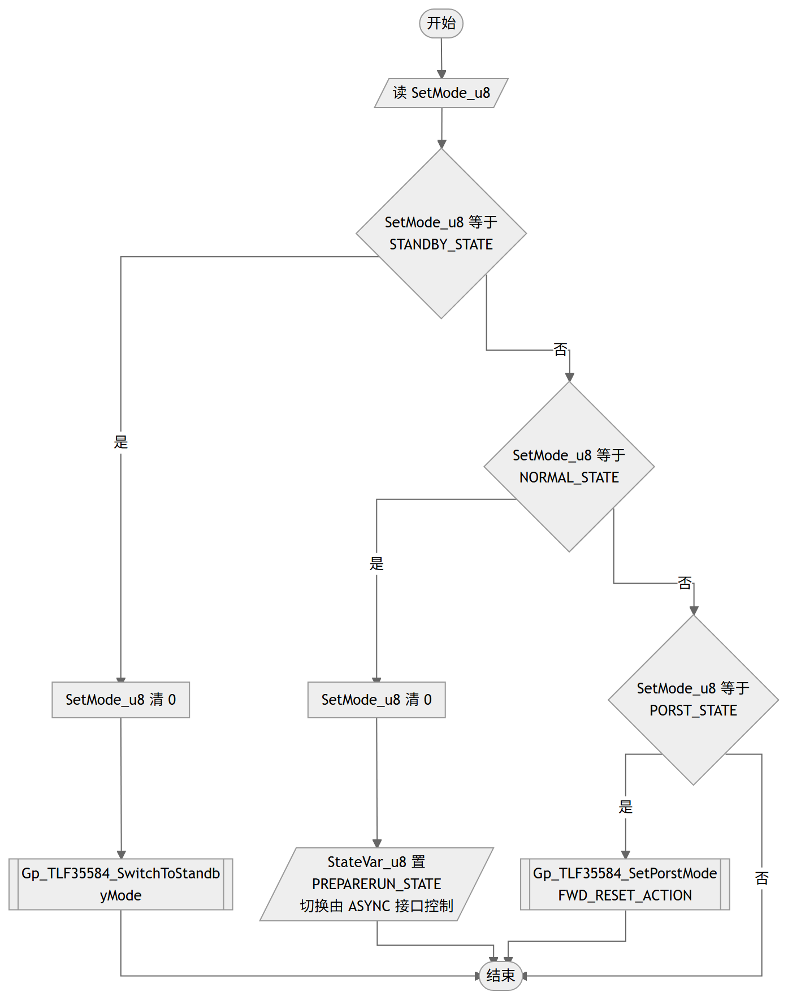 开始
读 SetMode_u8
SetMode_u8 等于
STANDBY_STATE
否
是
SetMode_u8 等于
NORMAL_STATE
是
否
SetMode_u8 清 0
SetMode_u8 清 0
SetMode_u8 等于
PORST_STATE
是
否
Gp_TLF35584_SwitchToStandb
yMode
StateVar_u8 置
PREPARERUN_STATE
切换由 ASYNC 接口控制
Gp_TLF35584_SetPorstMode
FWD_RESET_ACTION
结束